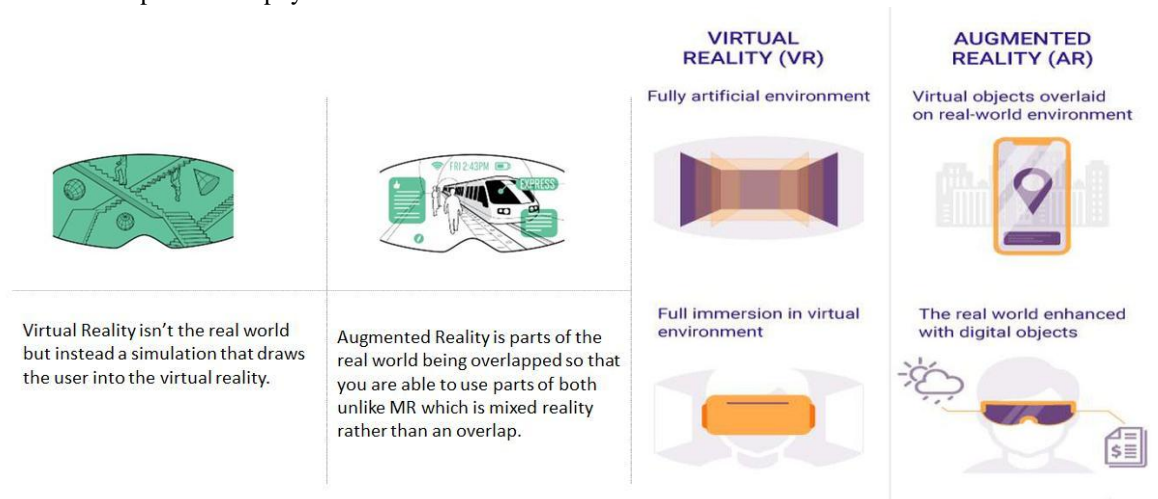 VIRTUAL
REALITY (VR)
Fully artificial environment
AUGMENTED
REALITY (AR)
Virtual objects overlaid
on real-world environment
FRI 2:43PM
EXPRESS
Virtual Reality isn't the real world
but instead a simulation that draws
the user into the virtual reality.
Augmented Reality is parts of the
real world being overlapped so that
you are able to use parts of both
unlike MR which is mixed reality
rather than an overlap.
Full immersion in virtual
environment
The real world enhanced
with digital objects
$